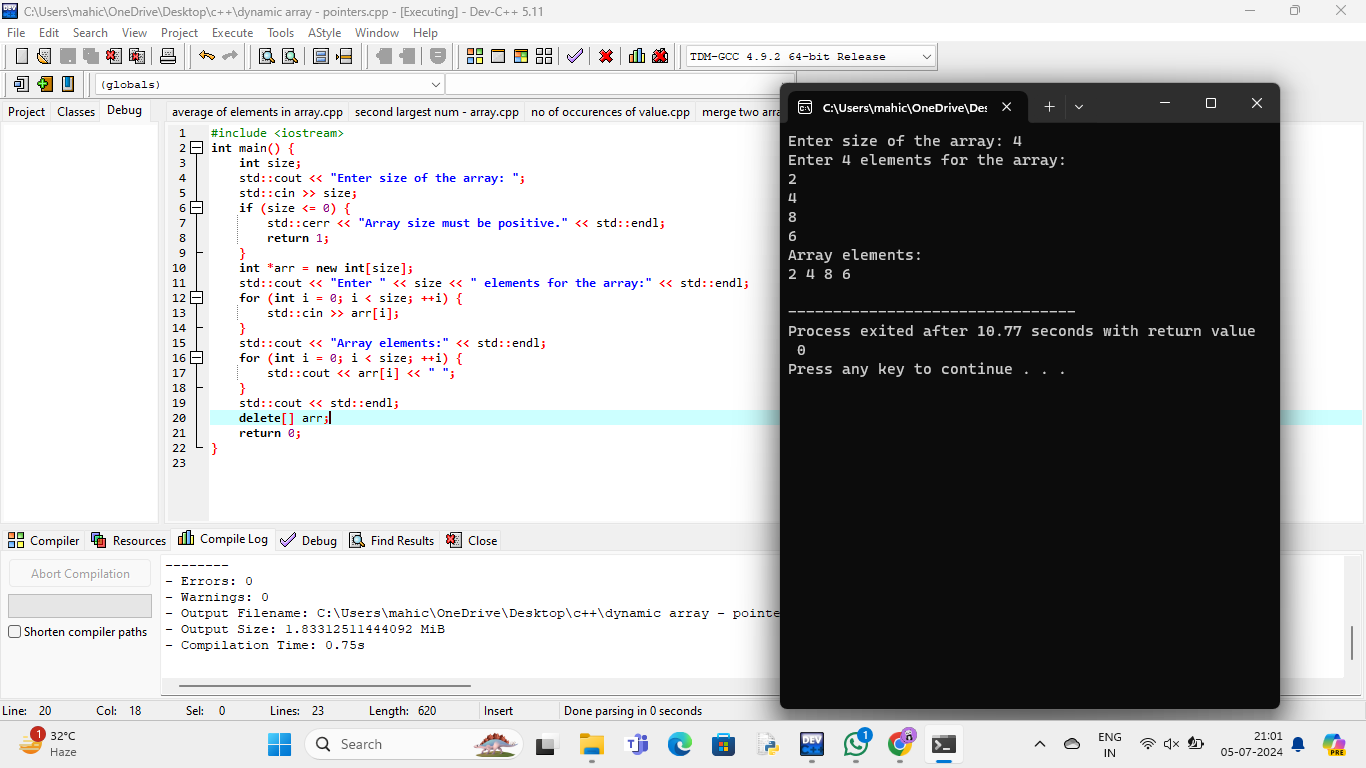 C:\Users\mahic\OneDrive\Desktop\c++\dynamic array - pointers.cpp - [Executing] - Dev-C++ 5.11
File Edit Search View Project Execute Tools AStyle Window Help
TDM-GCC 4.9.2 64-bit Release
(globals)
Project Classes Debug
average of elements in array.cpp second largest num - array.cpp no of occurences of value.cpp merge two arra
1 #include <iostream>
2 int main() {
3 int size;
4 std::cout << "Enter size of the array: ";
5 std::cin >> size;
6 if (size <= 0) {
7 std::cerr << "Array size must be positive." << std::endl;
8 return 1;
9 }
10 int *arr = new int[size];
11 std::cout << "Enter " << size << " elements for the array:" << std::endl;
12 for (int i = 0; i < size; ++i) {
13 std::cin >> arr[i];
14 }
15 std::cout << "Array elements:" << std::endl;
16 for (int i = 0; i < size; ++i) {
17 std::cout << arr[i] << " ";
18 }
19 std::cout << std::endl;
20 delete[] arr;
21 return 0;
22 }
23
C:\Users\mahic\OneDrive\Des
Enter size of the array: 4
Enter 4 elements for the array:
2
4
8
6
Array elements:
2 4 8 6
--------------------------------
Process exited after 10.77 seconds with return value
0
Press any key to continue . . .
Compiler Resources Compile Log Debug Find Results Close
Abort Compilation
Shorten compiler paths
--------
- Errors: 0
- Warnings: 0
- Output Filename: C:\Users\mahic\OneDrive\Desktop\c++\dynamic array - pointe
- Output Size: 1.83312511444092 MiB
- Compilation Time: 0.75s
Line: 20 Col: 18 Sel: 0 Lines: 23 Length: 620 Insert Done parsing in 0 seconds
1
32°C
Haze
Search
DEV
1
ENG
IN
21:01
05-07-2024
PRE